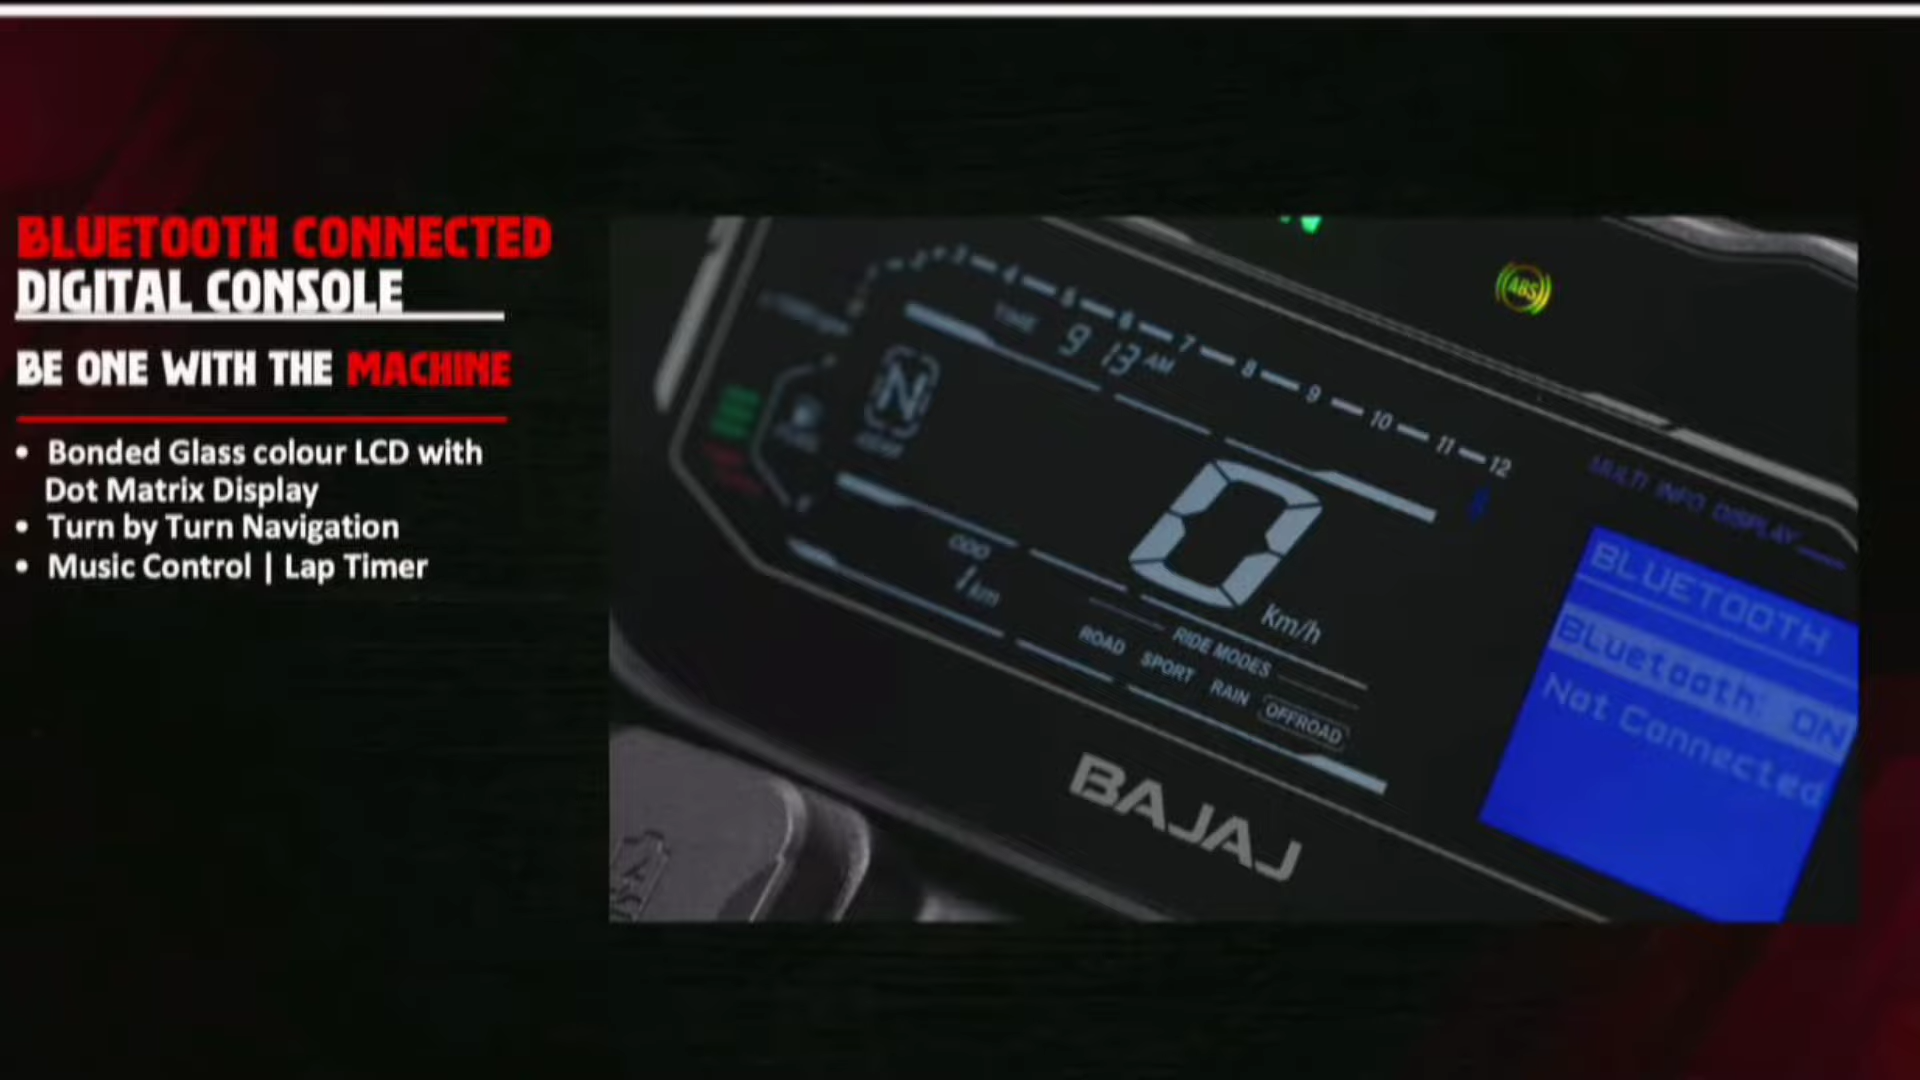 BLUETOOTH CONNECTED
DIGITAL CONSOLE
BE ONE WITH THE MACHINE
• Bonded Glass colour LCD with
Dot Matrix Display
• Turn by Turn Navigation
• Music Control | Lap Timer
ABS
3 4 5 6 7 8 9 10 11 12
TIME 9 13 AM
N
FUEL
GEAR
MULTI INFO DISPLAY
0 Km/h
ODO
1 km
RIDE MODES
ROAD SPORT RAIN OFFROAD
BLUETOOTH
Bluetooth: ON
Not Connected
BAJAJ